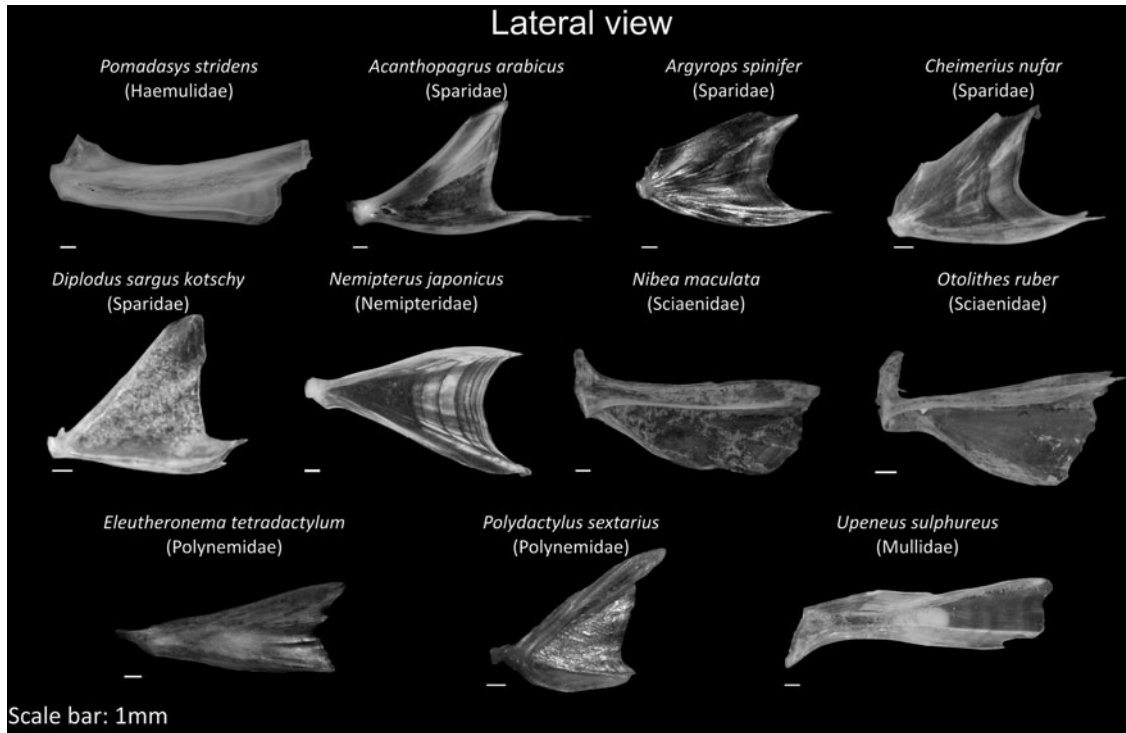 Lateral view
Pomadasys stridens
(Haemulidae)
Acanthopagrus arabicus
(Sparidae)
Argyrops spinifer
(Sparidae)
Cheimerius nufar
(Sparidae)
Diplodus sargus kotschy
(Sparidae)
Nemipterus japonicus
(Nemipteridae)
Nibea maculata
(Sciaenidae)
Otolithes ruber
(Sciaenidae)
Eleutheronema tetradactylum
(Polynemidae)
Polydactylus sextarius
(Polynemidae)
Upeneus sulphureus
(Mullidae)
Scale bar: 1mm